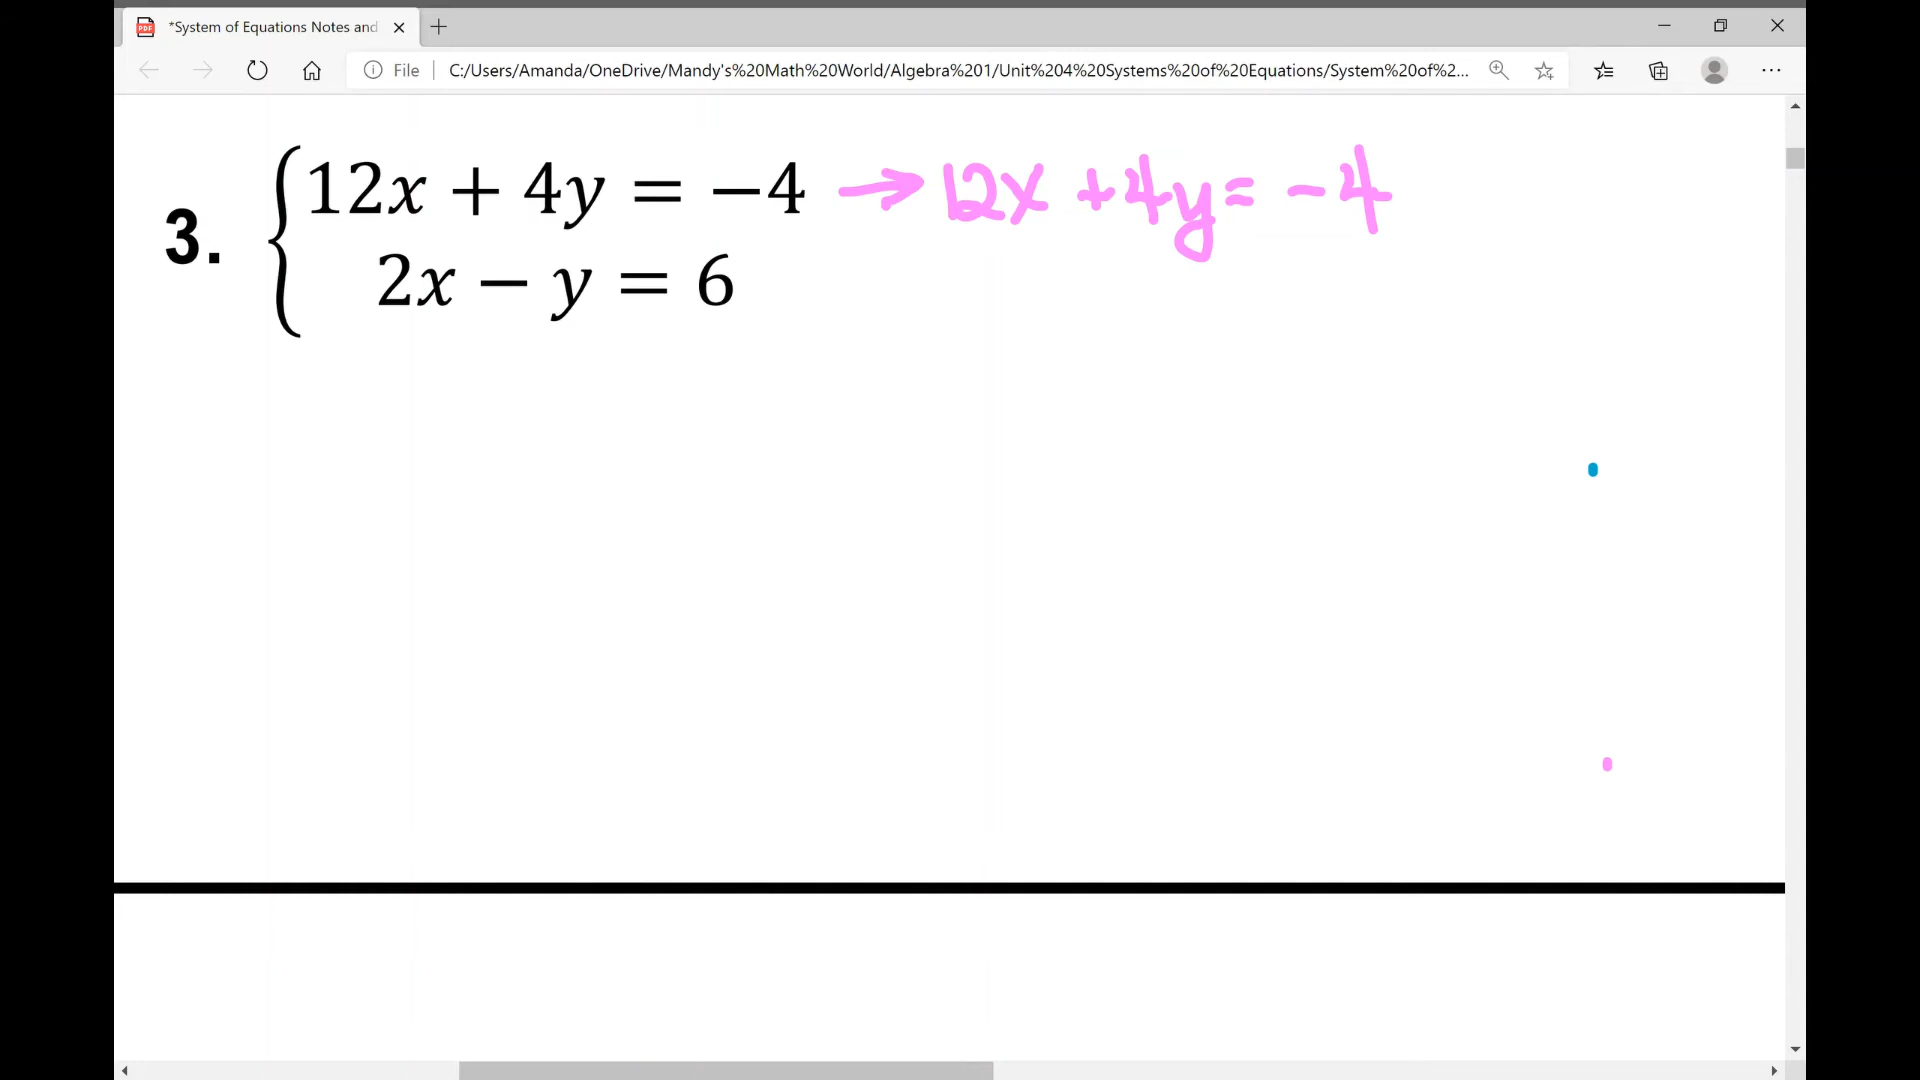 *System of Equations Notes and
File C:/Users/Amanda/OneDrive/Mandy's%20Math%20World/Algebra%201/Unit%204%20Systems%20of%20Equations/System%20of%2...
12x + 4y = −4 → 12x + 4y = −4
3.
2x − y = 6